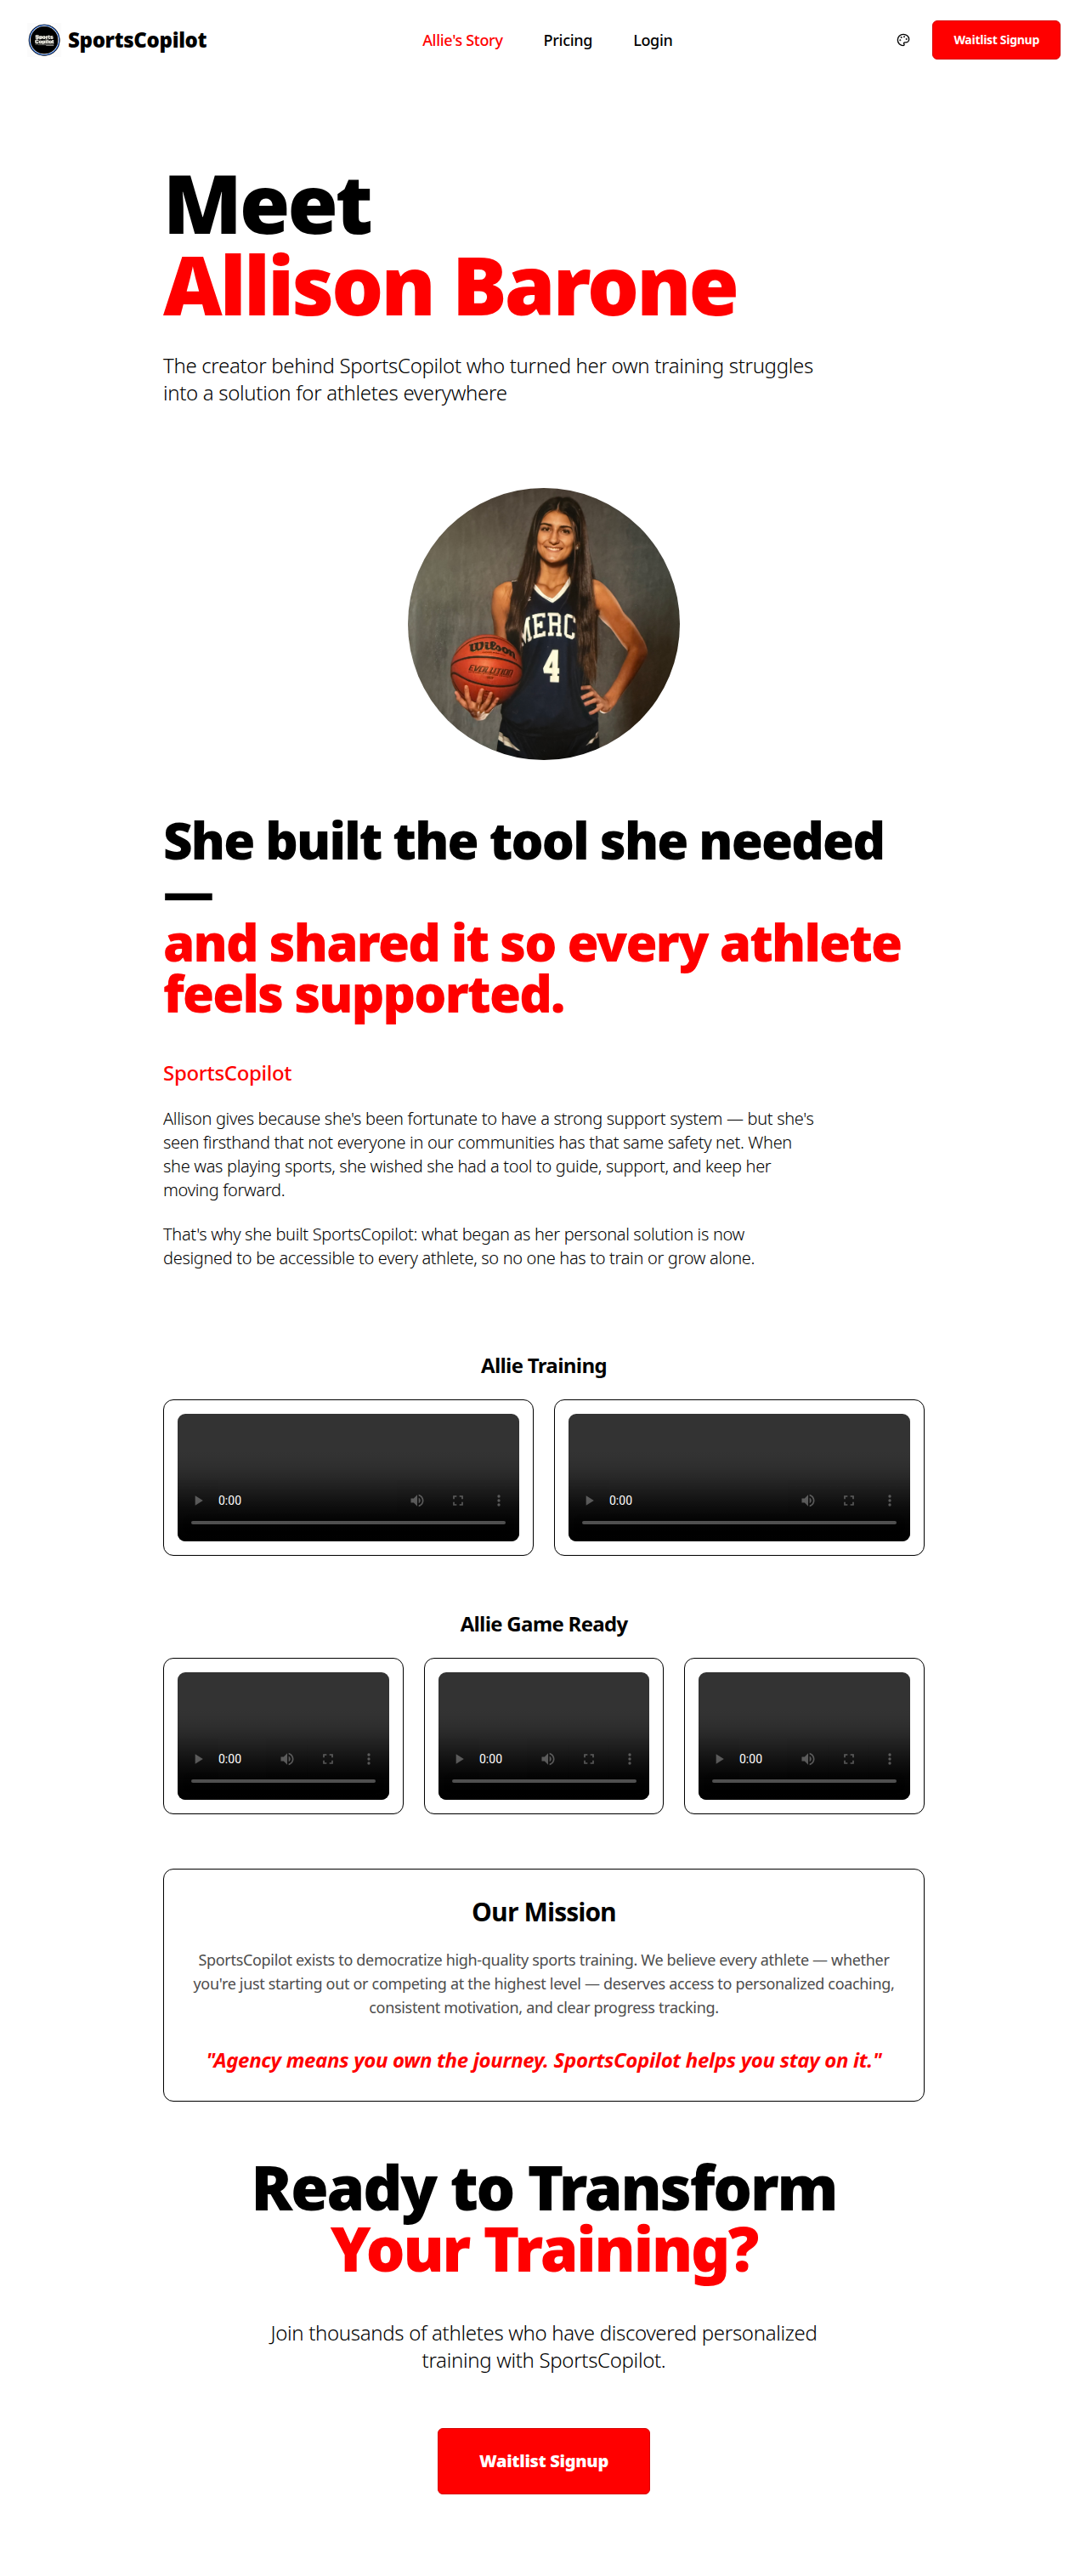 Sports
Copilot
SportsCopilot
Allie's Story
Pricing
Login
Waitlist Signup
Meet
Allison Barone
The creator behind SportsCopilot who turned her own training struggles
into a solution for athletes everywhere
MERC
4
Wilson
EVOLUTION
She built the tool she needed
—
and shared it so every athlete
feels supported.
SportsCopilot
Allison gives because she's been fortunate to have a strong support system — but she's
seen firsthand that not everyone in our communities has that same safety net. When
she was playing sports, she wished she had a tool to guide, support, and keep her
moving forward.
That's why she built SportsCopilot: what began as her personal solution is now
designed to be accessible to every athlete, so no one has to train or grow alone.
Allie Training
0:00
0:00
Allie Game Ready
0:00
0:00
0:00
Our Mission
SportsCopilot exists to democratize high-quality sports training. We believe every athlete — whether
you're just starting out or competing at the highest level — deserves access to personalized coaching,
consistent motivation, and clear progress tracking.
"Agency means you own the journey. SportsCopilot helps you stay on it."
Ready to Transform
Your Training?
Join thousands of athletes who have discovered personalized
training with SportsCopilot.
Waitlist Signup